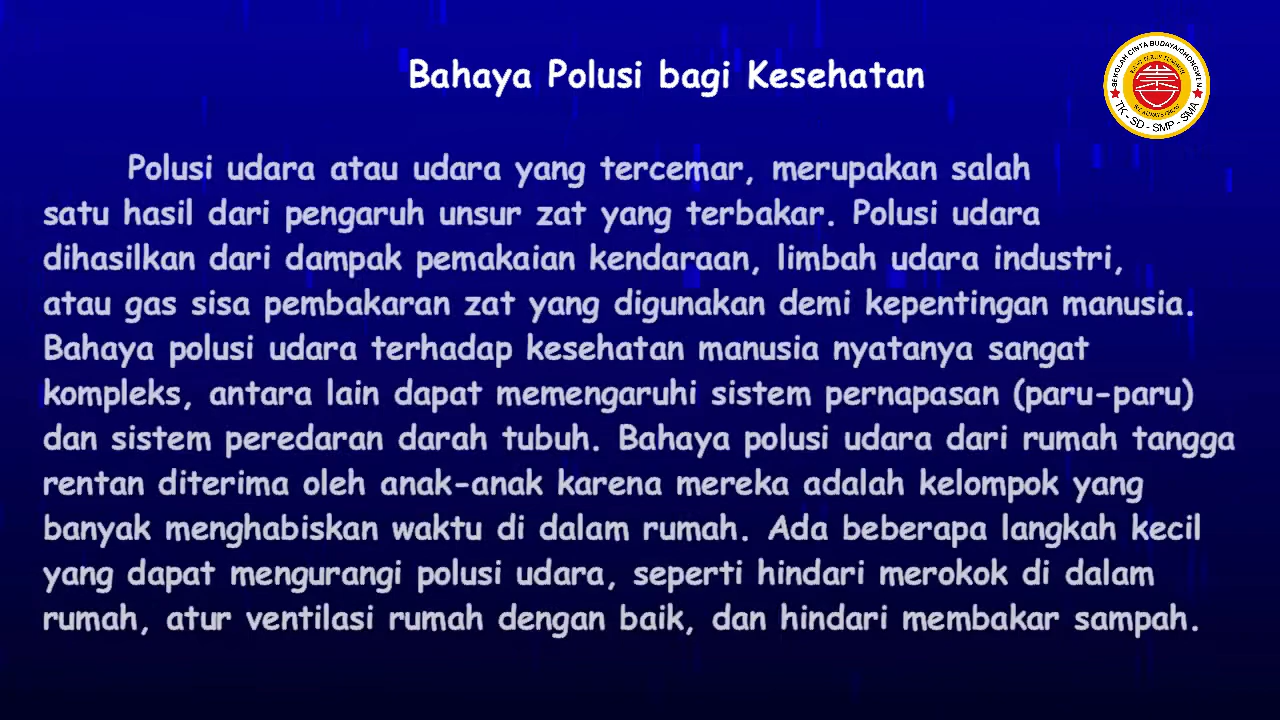 Bahaya Polusi bagi Kesehatan
SEKOLAH CINTA BUDAYA/CHONGWEN
TK - SD - SMP - SMA
Polusi udara atau udara yang tercemar, merupakan salah
satu hasil dari pengaruh unsur zat yang terbakar. Polusi udara
dihasilkan dari dampak pemakaian kendaraan, limbah udara industri,
atau gas sisa pembakaran zat yang digunakan demi kepentingan manusia.
Bahaya polusi udara terhadap kesehatan manusia nyatanya sangat
kompleks, antara lain dapat memengaruhi sistem pernapasan (paru-paru)
dan sistem peredaran darah tubuh. Bahaya polusi udara dari rumah tangga
rentan diterima oleh anak-anak karena mereka adalah kelompok yang
banyak menghabiskan waktu di dalam rumah. Ada beberapa langkah kecil
yang dapat mengurangi polusi udara, seperti hindari merokok di dalam
rumah, atur ventilasi rumah dengan baik, dan hindari membakar sampah.